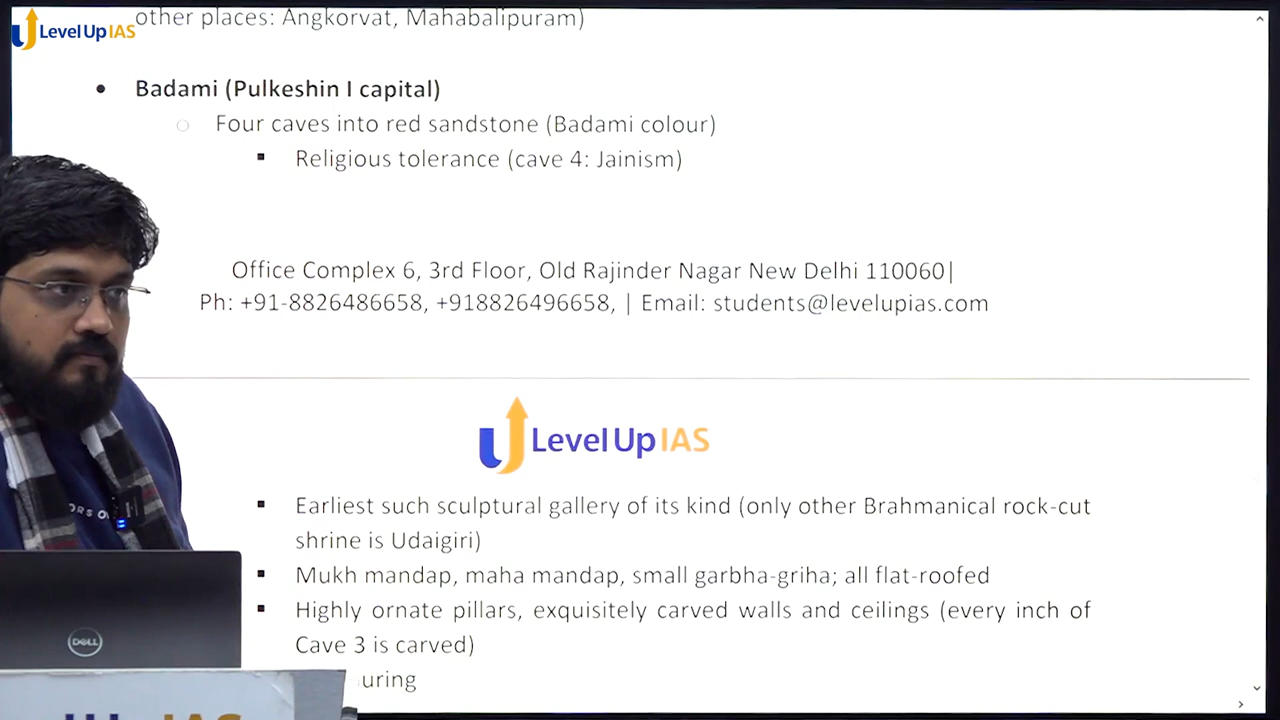 other places: Angkorvat, Mahabalipuram)
Level Up IAS
• Badami (Pulkeshin I capital)
○ Four caves into red sandstone (Badami colour)
▪ Religious tolerance (cave 4: Jainism)
Office Complex 6, 3rd Floor, Old Rajinder Nagar New Delhi 110060|
Ph: +91-8826486658, +918826496658, | Email: students@levelupias.com
Level Up IAS
▪ Earliest such sculptural gallery of its kind (only other Brahmanical rock-cut
shrine is Udaigiri)
▪ Mukh mandap, maha mandap, small garbha-griha; all flat-roofed
▪ Highly ornate pillars, exquisitely carved walls and ceilings (every inch of
Cave 3 is carved)
uring
DELL